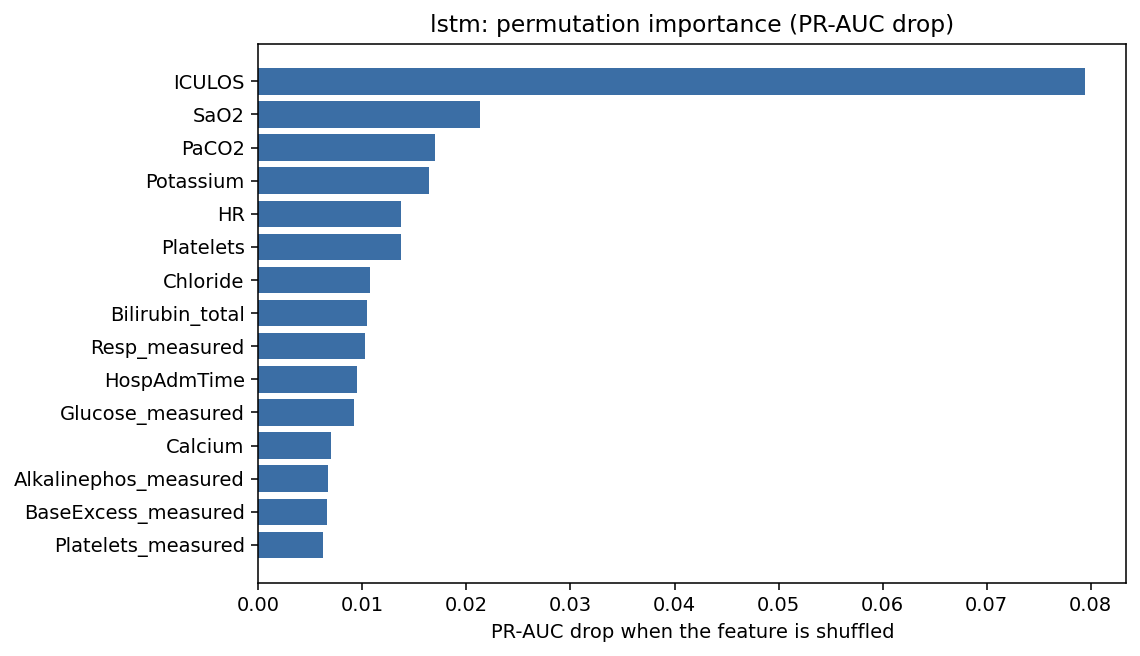 lstm: permutation importance (PR-AUC drop)
ICULOS
SaO2
PaCO2
Potassium
HR
Platelets
Chloride
Bilirubin_total
Resp_measured
HospAdmTime
Glucose_measured
Calcium
Alkalinephos_measured
BaseExcess_measured
Platelets_measured
0.00 0.01 0.02 0.03 0.04 0.05 0.06 0.07 0.08
PR-AUC drop when the feature is shuffled